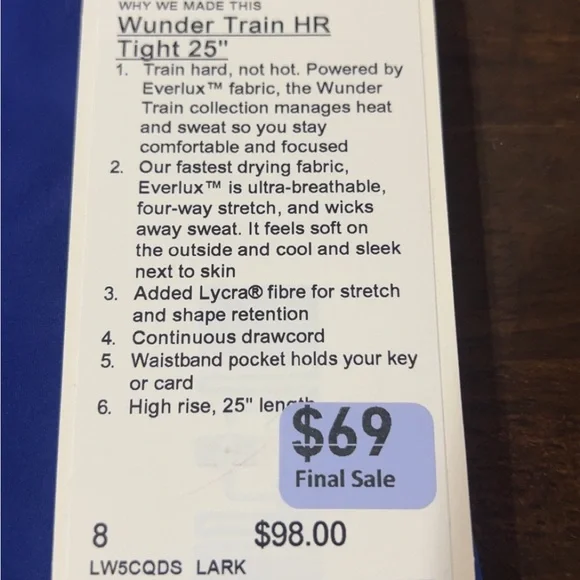 WHY WE MADE THIS
Wunder Train HR
Tight 25"
1. Train hard, not hot. Powered by
Everlux™ fabric, the Wunder
Train collection manages heat
and sweat so you stay
comfortable and focused
2. Our fastest drying fabric,
Everlux™ is ultra-breathable,
four-way stretch, and wicks
away sweat. It feels soft on
the outside and cool and sleek
next to skin
3. Added Lycra® fibre for stretch
and shape retention
4. Continuous drawcord
5. Waistband pocket holds your key
or card
6. High rise, 25" length
$69
Final Sale
8 $98.00
LW5CQDS LARK